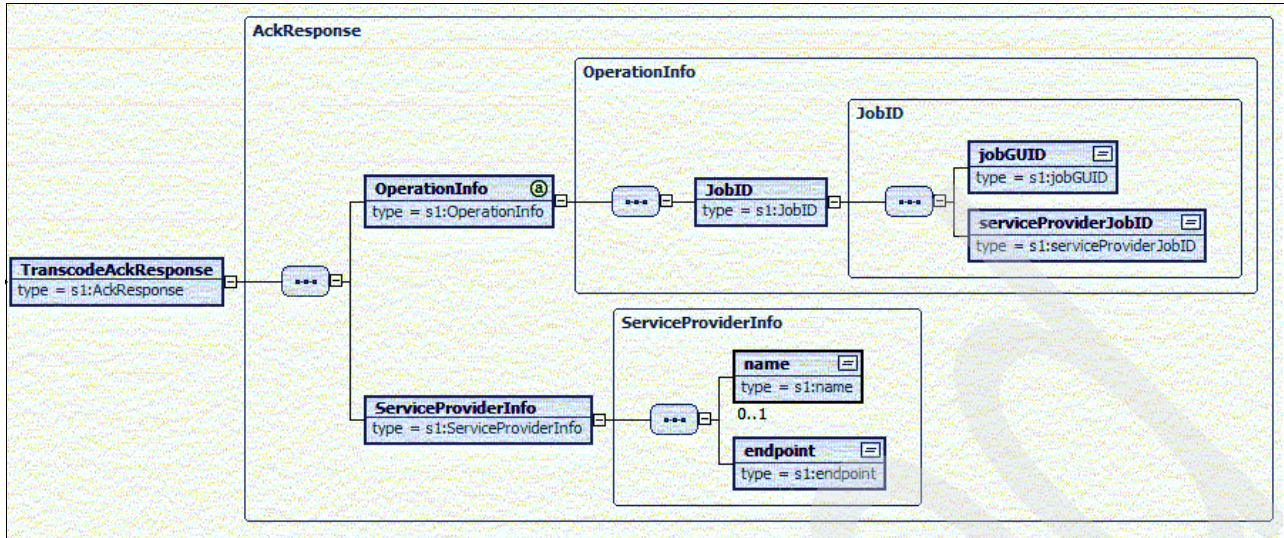 AckResponse
OperationInfo
JobID
jobGUID
type = s1:jobGUID
OperationInfo
type = s1:OperationInfo
JobID
type = s1:JobID
serviceProviderJobID
type = s1:serviceProviderJobID
TranscodeAckResponse
type = s1:AckResponse
ServiceProviderInfo
name
type = s1:name
0..1
ServiceProviderInfo
type = s1:ServiceProviderInfo
endpoint
type = s1:endpoint